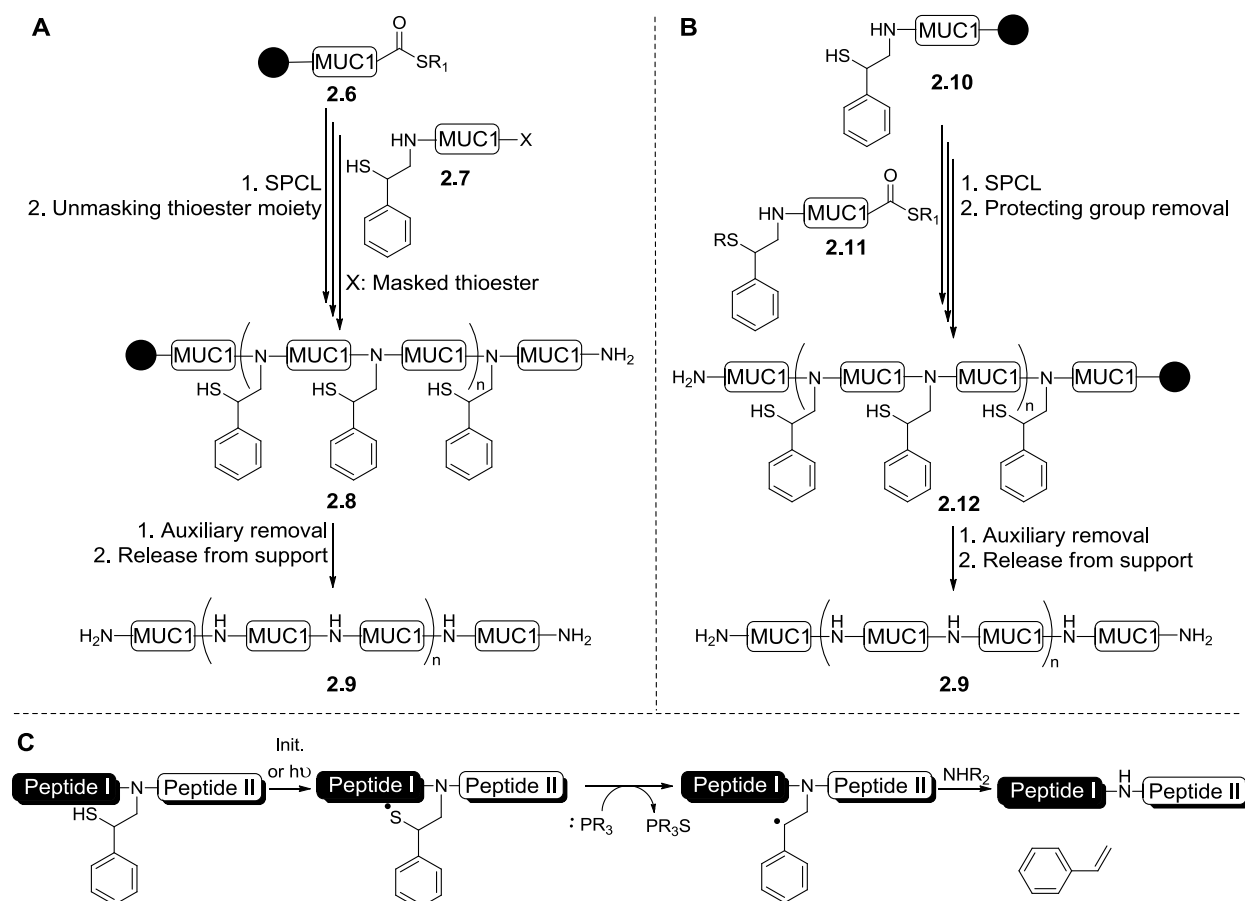 A
O
MUC1
SR1
2.6
HN
MUC1
X
HS
2.7
1. SPCL
2. Unmasking thioester moiety
X: Masked thioester
MUC1
N
MUC1
N
MUC1
N
MUC1
NH2
n
HS
HS
HS
2.8
1. Auxiliary removal
2. Release from support
H2N
MUC1
H
N
MUC1
H
N
MUC1
H
N
MUC1
NH2
n
2.9
B
HN
MUC1
HS
2.10
1. SPCL
2. Protecting group removal
O
HN
MUC1
SR1
RS
2.11
H2N
MUC1
N
MUC1
N
MUC1
N
MUC1
n
HS
HS
HS
2.12
1. Auxiliary removal
2. Release from support
H2N
MUC1
H
N
MUC1
H
N
MUC1
H
N
MUC1
NH2
n
2.9
C
Peptide I
N
Peptide II
HS
Init.
or hυ
Peptide I
N
Peptide II
•
S
: PR3
PR3S
Peptide I
N
Peptide II
•
NHR2
Peptide I
H
N
Peptide II